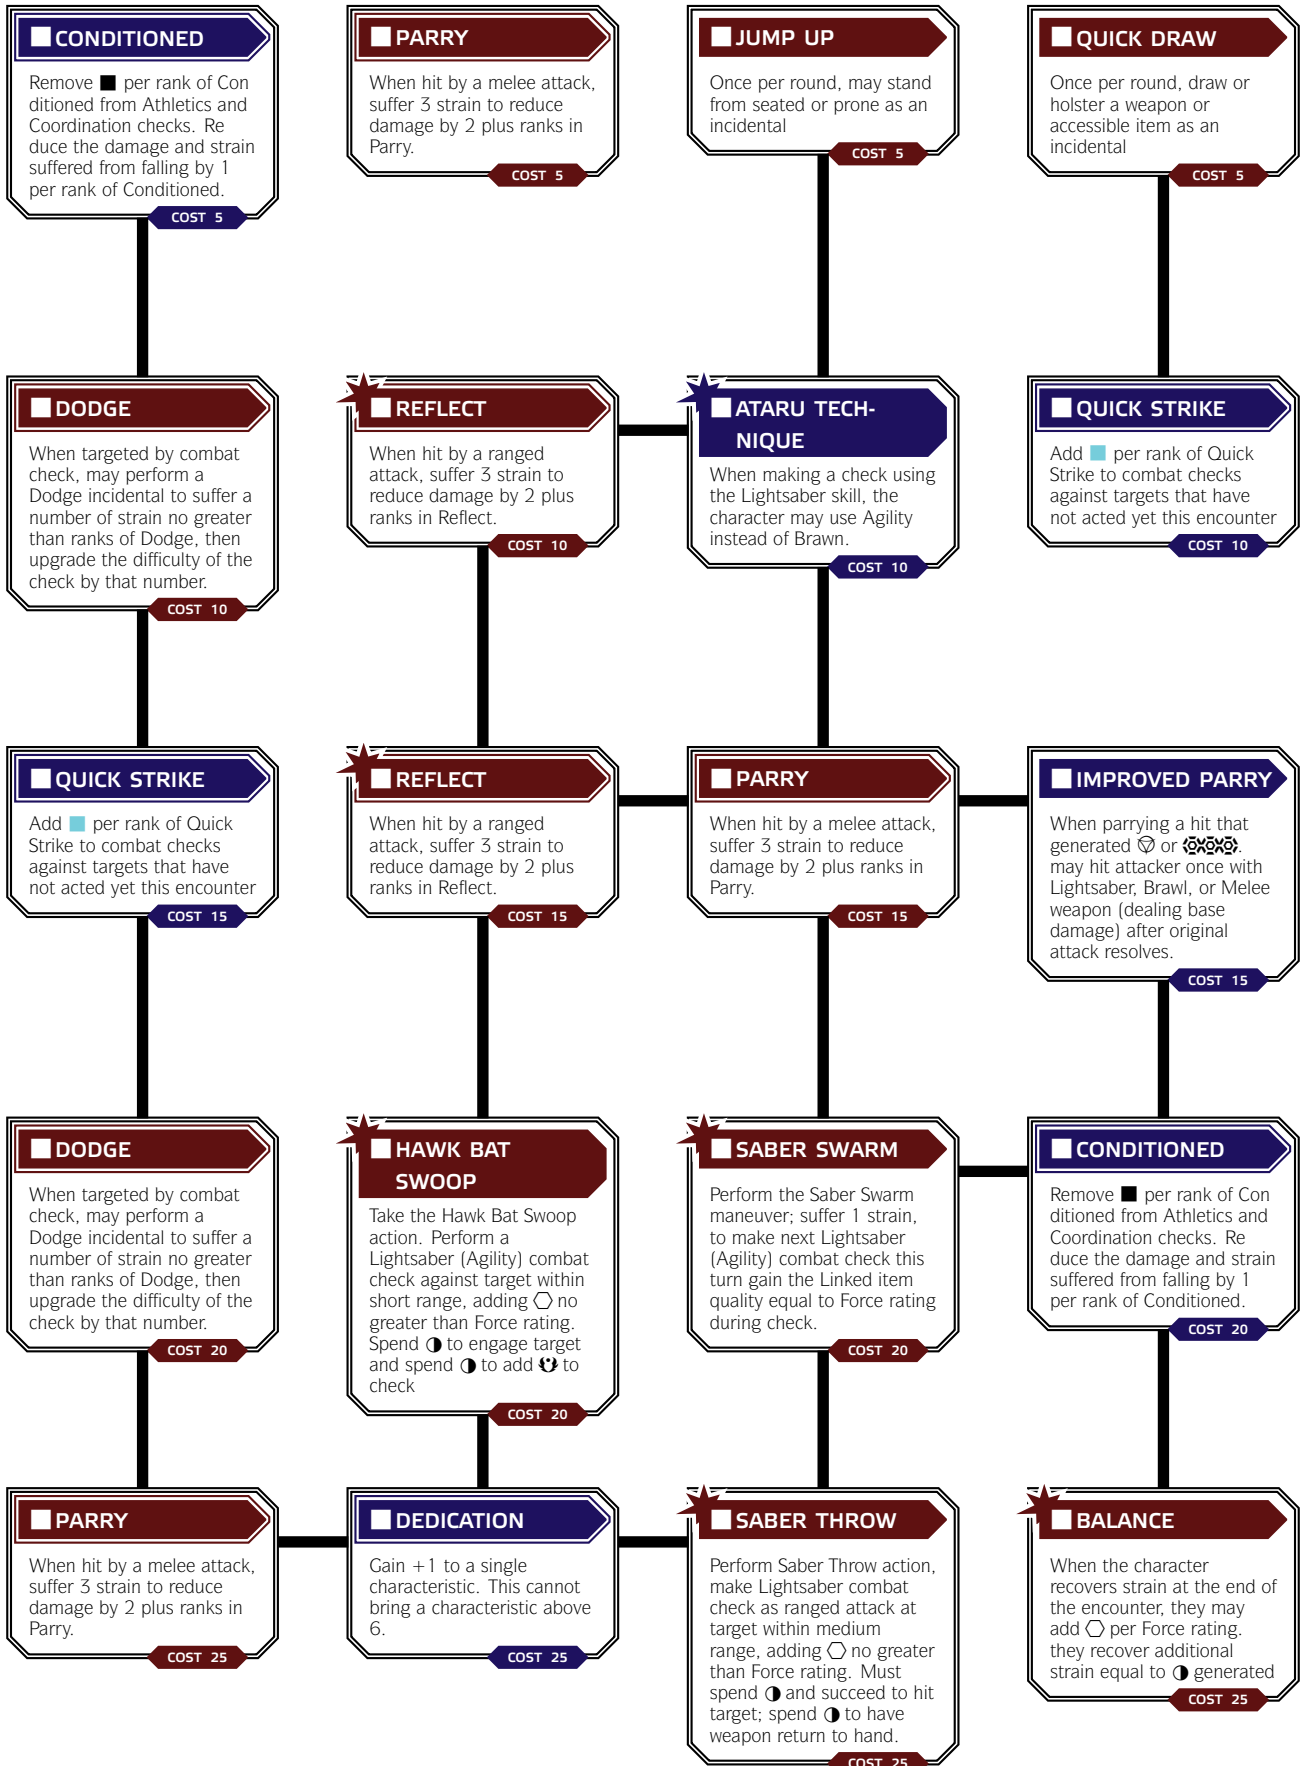 CONDITIONED
Remove per rank of Con
ditioned from Athletics and
Coordination checks. Re
duce the damage and strain
suffered from falling by 1
per rank of Conditioned.
COST 5
PARRY
When hit by a melee attack,
suffer 3 strain to reduce
damage by 2 plus ranks in
Parry.
COST 5
JUMP UP
Once per round, may stand
from seated or prone as an
incidental
COST 5
QUICK DRAW
Once per round, draw or
holster a weapon or
accessible item as an
incidental
COST 5
DODGE
When targeted by combat
check, may perform a
Dodge incidental to suffer a
number of strain no greater
than ranks of Dodge, then
upgrade the difficulty of the
check by that number.
COST 10
REFLECT
When hit by a ranged
attack, suffer 3 strain to
reduce damage by 2 plus
ranks in Reflect.
COST 10
ATARU TECH-
NIQUE
When making a check using
the Lightsaber skill, the
character may use Agility
instead of Brawn.
COST 10
QUICK STRIKE
Add per rank of Quick
Strike to combat checks
against targets that have
not acted yet this encounter
COST 10
QUICK STRIKE
Add per rank of Quick
Strike to combat checks
against targets that have
not acted yet this encounter
COST 15
REFLECT
When hit by a ranged
attack, suffer 3 strain to
reduce damage by 2 plus
ranks in Reflect.
COST 15
PARRY
When hit by a melee attack,
suffer 3 strain to reduce
damage by 2 plus ranks in
Parry.
COST 15
IMPROVED PARRY
When parrying a hit that
generated or .
may hit attacker once with
Lightsaber, Brawl, or Melee
weapon (dealing base
damage) after original
attack resolves.
COST 15
DODGE
When targeted by combat
check, may perform a
Dodge incidental to suffer a
number of strain no greater
than ranks of Dodge, then
upgrade the difficulty of the
check by that number.
COST 20
HAWK BAT
SWOOP
Take the Hawk Bat Swoop
action. Perform a
Lightsaber (Agility) combat
check against target within
short range, adding no
greater than Force rating.
Spend to engage target
and spend to add to
check
COST 20
SABER SWARM
Perform the Saber Swarm
maneuver; suffer 1 strain,
to make next Lightsaber
(Agility) combat check this
turn gain the Linked item
quality equal to Force rating
during check.
COST 20
CONDITIONED
Remove per rank of Con
ditioned from Athletics and
Coordination checks. Re
duce the damage and strain
suffered from falling by 1
per rank of Conditioned.
COST 20
PARRY
When hit by a melee attack,
suffer 3 strain to reduce
damage by 2 plus ranks in
Parry.
COST 25
DEDICATION
Gain +1 to a single
characteristic. This cannot
bring a characteristic above
6.
COST 25
SABER THROW
Perform Saber Throw action,
make Lightsaber combat
check as ranged attack at
target within medium
range, adding no greater
than Force rating. Must
spend and succeed to hit
target; spend to have
weapon return to hand.
COST 25
BALANCE
When the character
recovers strain at the end of
the encounter, they may
add per Force rating.
they recover additional
strain equal to generated
COST 25